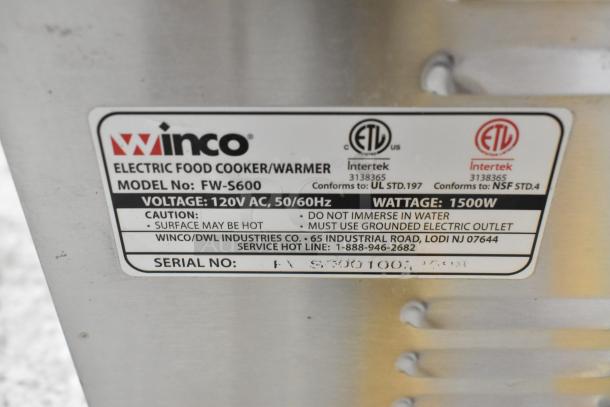 Winco®
ETL
C US
Intertek
3138365
Conforms to: UL STD.197
ETL
Intertek
3138365
Conforms to: NSF STD.4
ELECTRIC FOOD COOKER/WARMER
MODEL No: FW-S600
VOLTAGE: 120V AC, 50/60Hz WATTAGE: 1500W
CAUTION:
• SURFACE MAY BE HOT
• DO NOT IMMERSE IN WATER
• MUST USE GROUNDED ELECTRIC OUTLET
WINCO/DWL INDUSTRIES CO. • 65 INDUSTRIAL ROAD, LODI NJ 07644
SERVICE HOT LINE: 1-888-946-2682
SERIAL NO: